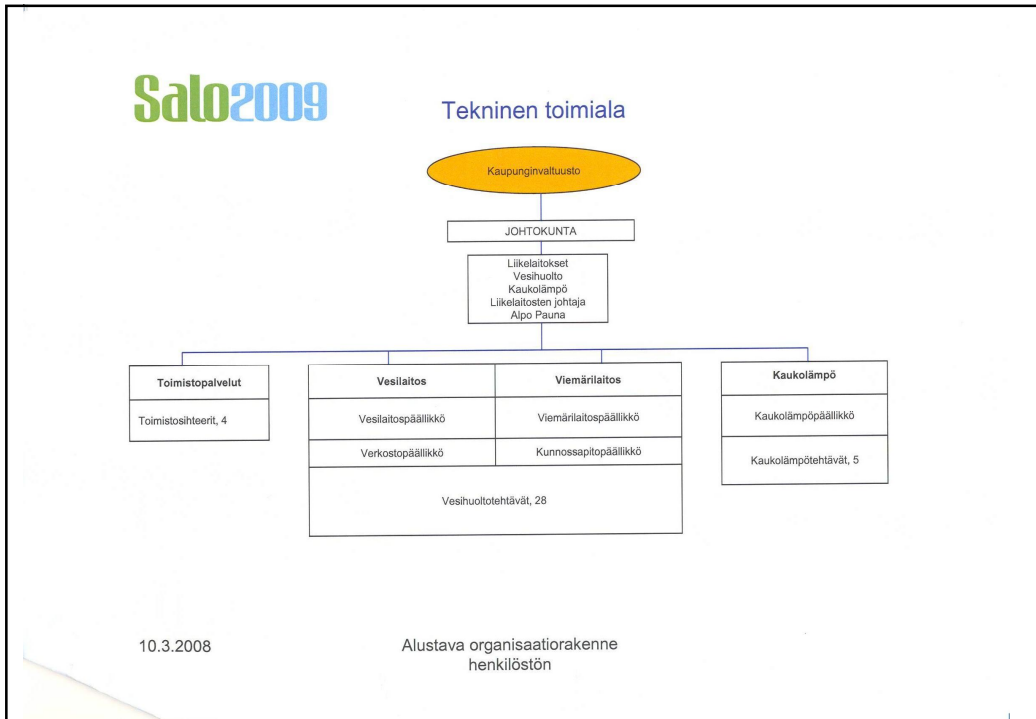 Salo2009
Tekninen toimiala
Kaupunginvaltuusto
JOHTOKUNTA
Liikelaitokset
Vesihuolto
Kaukolämpö
Liikelaitosten johtaja
Alpo Pauna
Toimistopalvelut
Toimistosihteerit, 4
Vesilaitos
Viemärilaitos
Vesilaitospäällikkö
Viemärilaitospäällikkö
Verkostopäällikkö
Kunnossapitopäällikkö
Vesihuoltotehtävät, 28
Kaukolämpö
Kaukolämpöpäällikkö
Kaukolämpötehtävät, 5
10.3.2008
Alustava organisaatiorakenne
henkilöstön